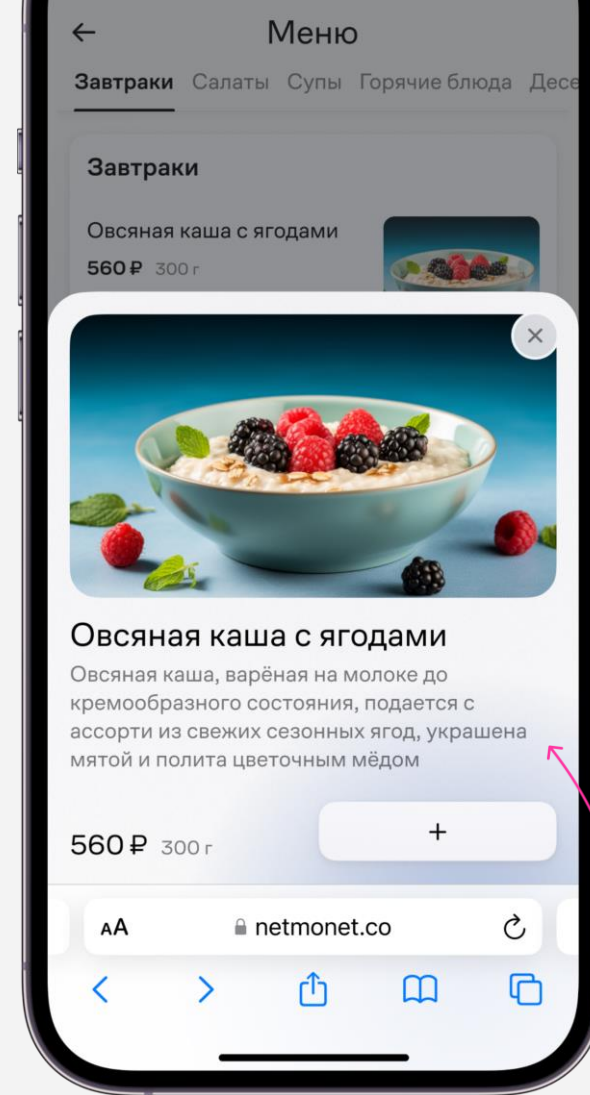 Меню
Завтраки Салаты Супы Горячие блюда Десе
Завтраки
Овсяная каша с ягодами
560 ₽ 300 г
Овсяная каша с ягодами
Овсяная каша, варёная на молоке до
кремообразного состояния, подается с
ассорти из свежих сезонных ягод, украшена
мятой и полита цветочным мёдом
560 ₽ 300 г
+
AA netmonet.co